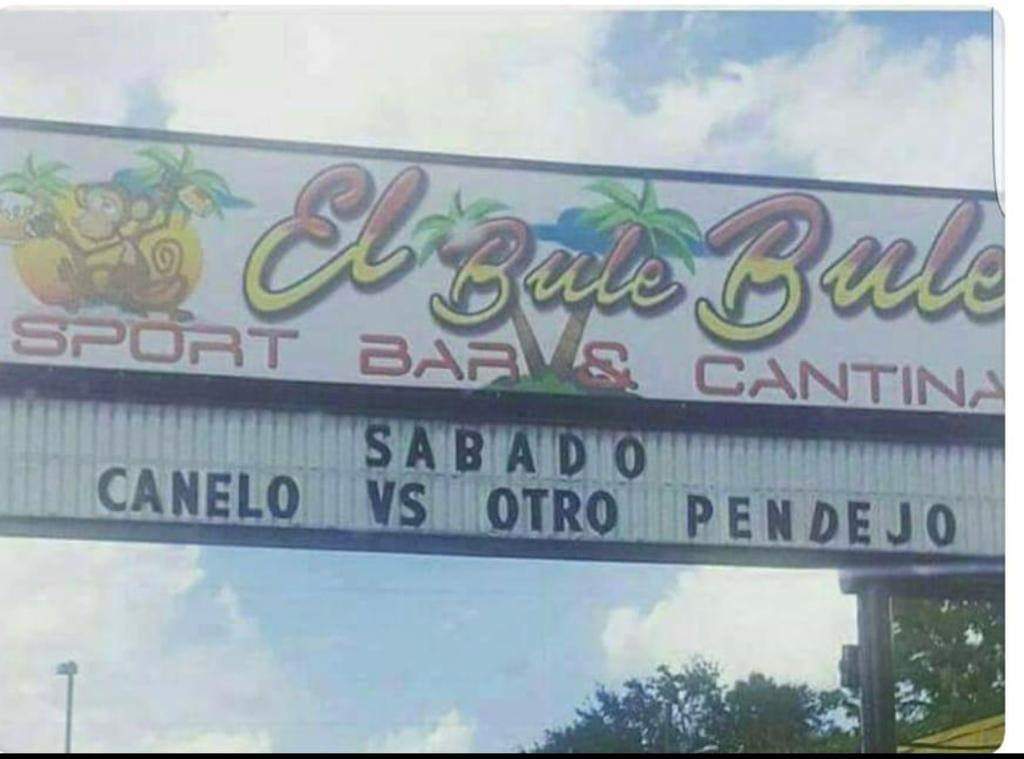 El Bule Bule
SPORT BAR & CANTINA
SABADO
CANELO VS OTRO PENDEJO